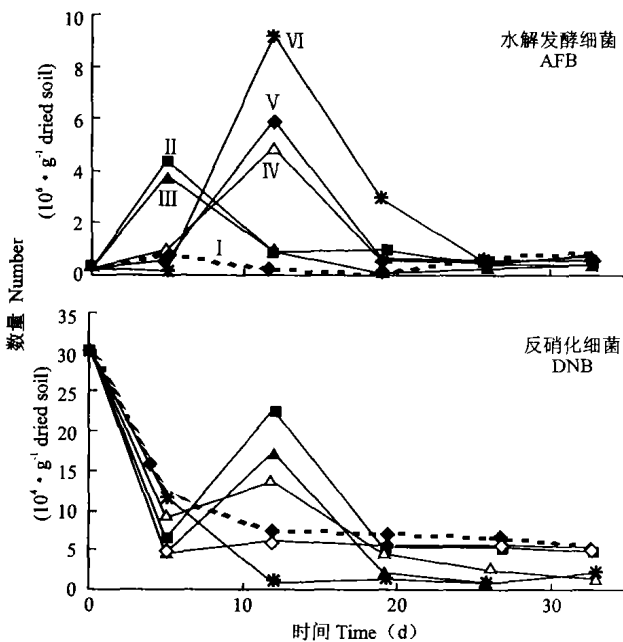 10
8
6
4
2
0
水解发酵细菌
AFB
VI
V
II
III
IV
I
(10⁶・g⁻¹ dried soil)
数量 Number
35
30
25
20
15
10
5
0
反硝化细菌
DNB
(10⁴・g⁻¹ dried soil)
0
10
20
30
时间 Time (d)